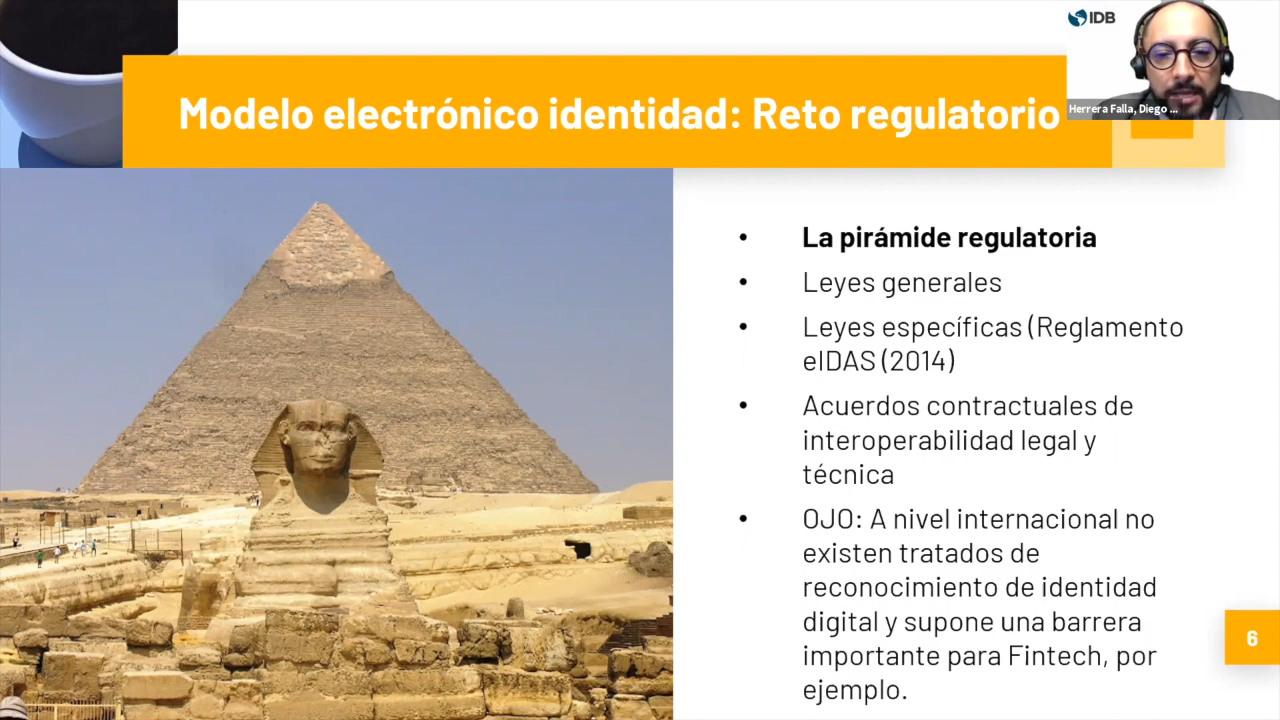 IDB
Herrera Falla, Diego ...
Modelo electrónico identidad: Reto regulatorio
• La pirámide regulatoria
• Leyes generales
• Leyes específicas (Reglamento
eIDAS (2014)
• Acuerdos contractuales de
interoperabilidad legal y
técnica
• OJO: A nivel internacional no
existen tratados de
reconocimiento de identidad
digital y supone una barrera
importante para Fintech, por
ejemplo.
6